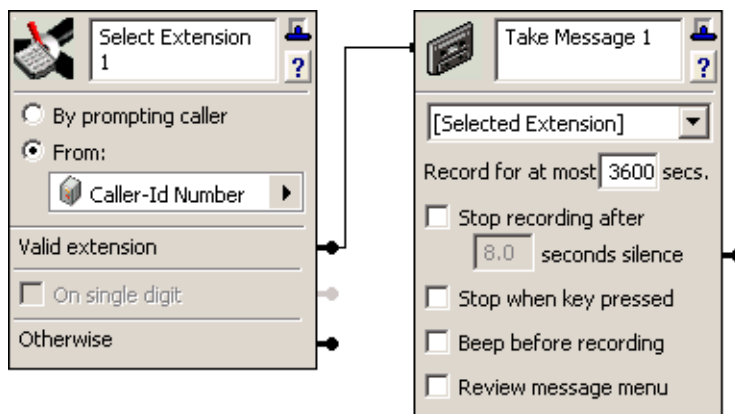 Select Extension
1
?
By prompting caller
From:
Caller-Id Number
Valid extension
On single digit
Otherwise
Take Message 1
?
[Selected Extension]
Record for at most 3600 secs.
Stop recording after
8.0 seconds silence
Stop when key pressed
Beep before recording
Review message menu